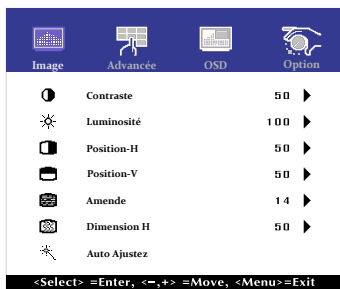 Image Advancée OSD Option
Contraste 50
Luminosité 100
Position-H 50
Position-V 50
Amende 14
Dimension H 50
Auto Ajustez
<Select> =Enter, <−,+> =Move, <Menu>=Exit